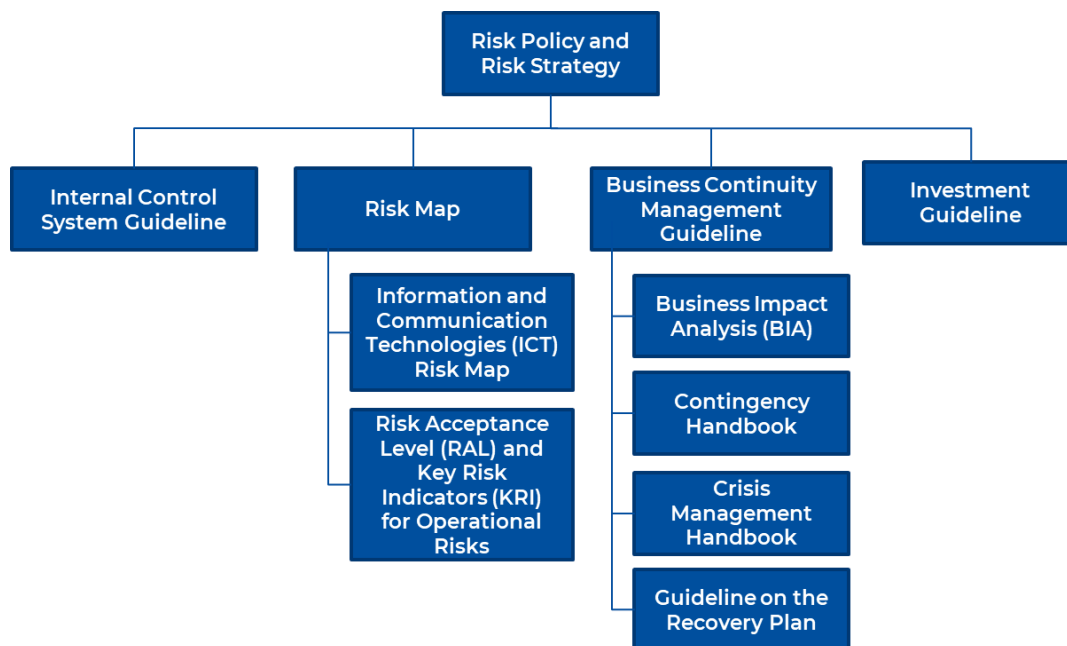 Risk Policy and
Risk Strategy
Internal Control
System Guideline
Risk Map
Business Continuity
Management
Guideline
Investment
Guideline
Information and
Communication
Technologies (ICT)
Risk Map
Risk Acceptance
Level (RAL) and
Key Risk
Indicators (KRI)
for Operational
Risks
Business Impact
Analysis (BIA)
Contingency
Handbook
Crisis
Management
Handbook
Guideline on the
Recovery Plan